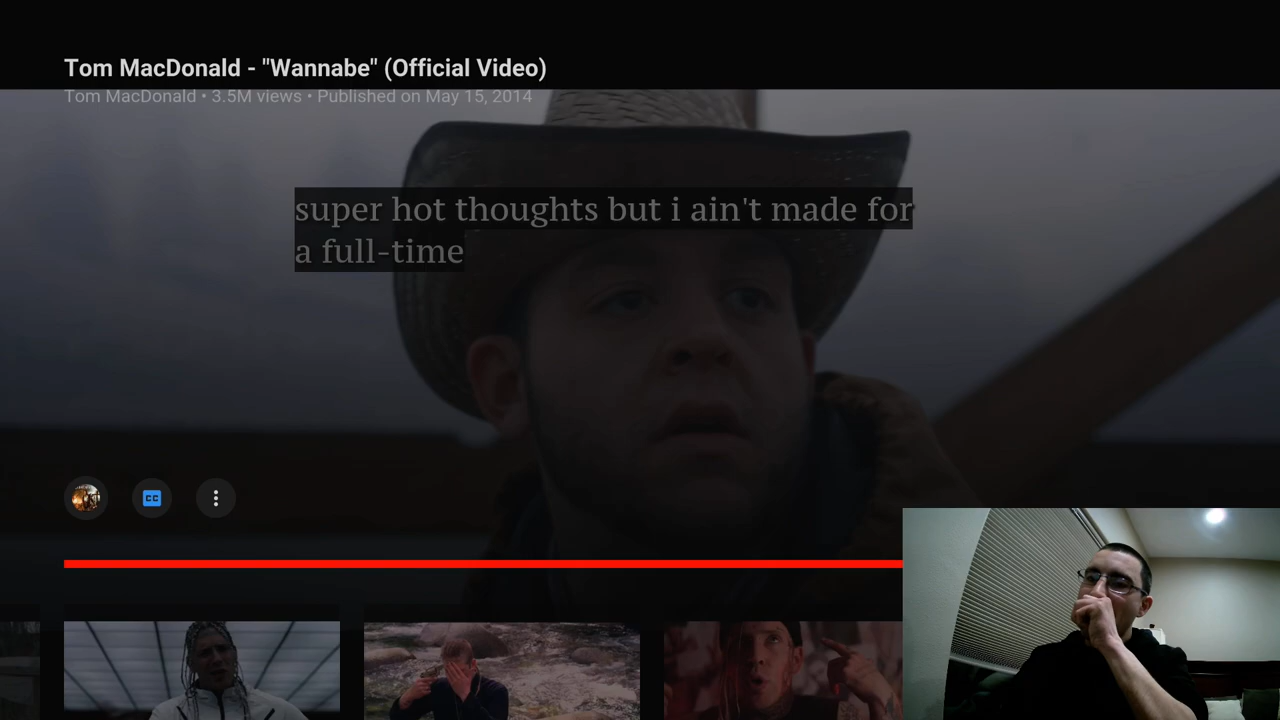 Tom MacDonald - "Wannabe" (Official Video)
Tom MacDonald • 3.5M views • Published on May 15, 2014
super hot thoughts but i ain't made for
a full-time
CC